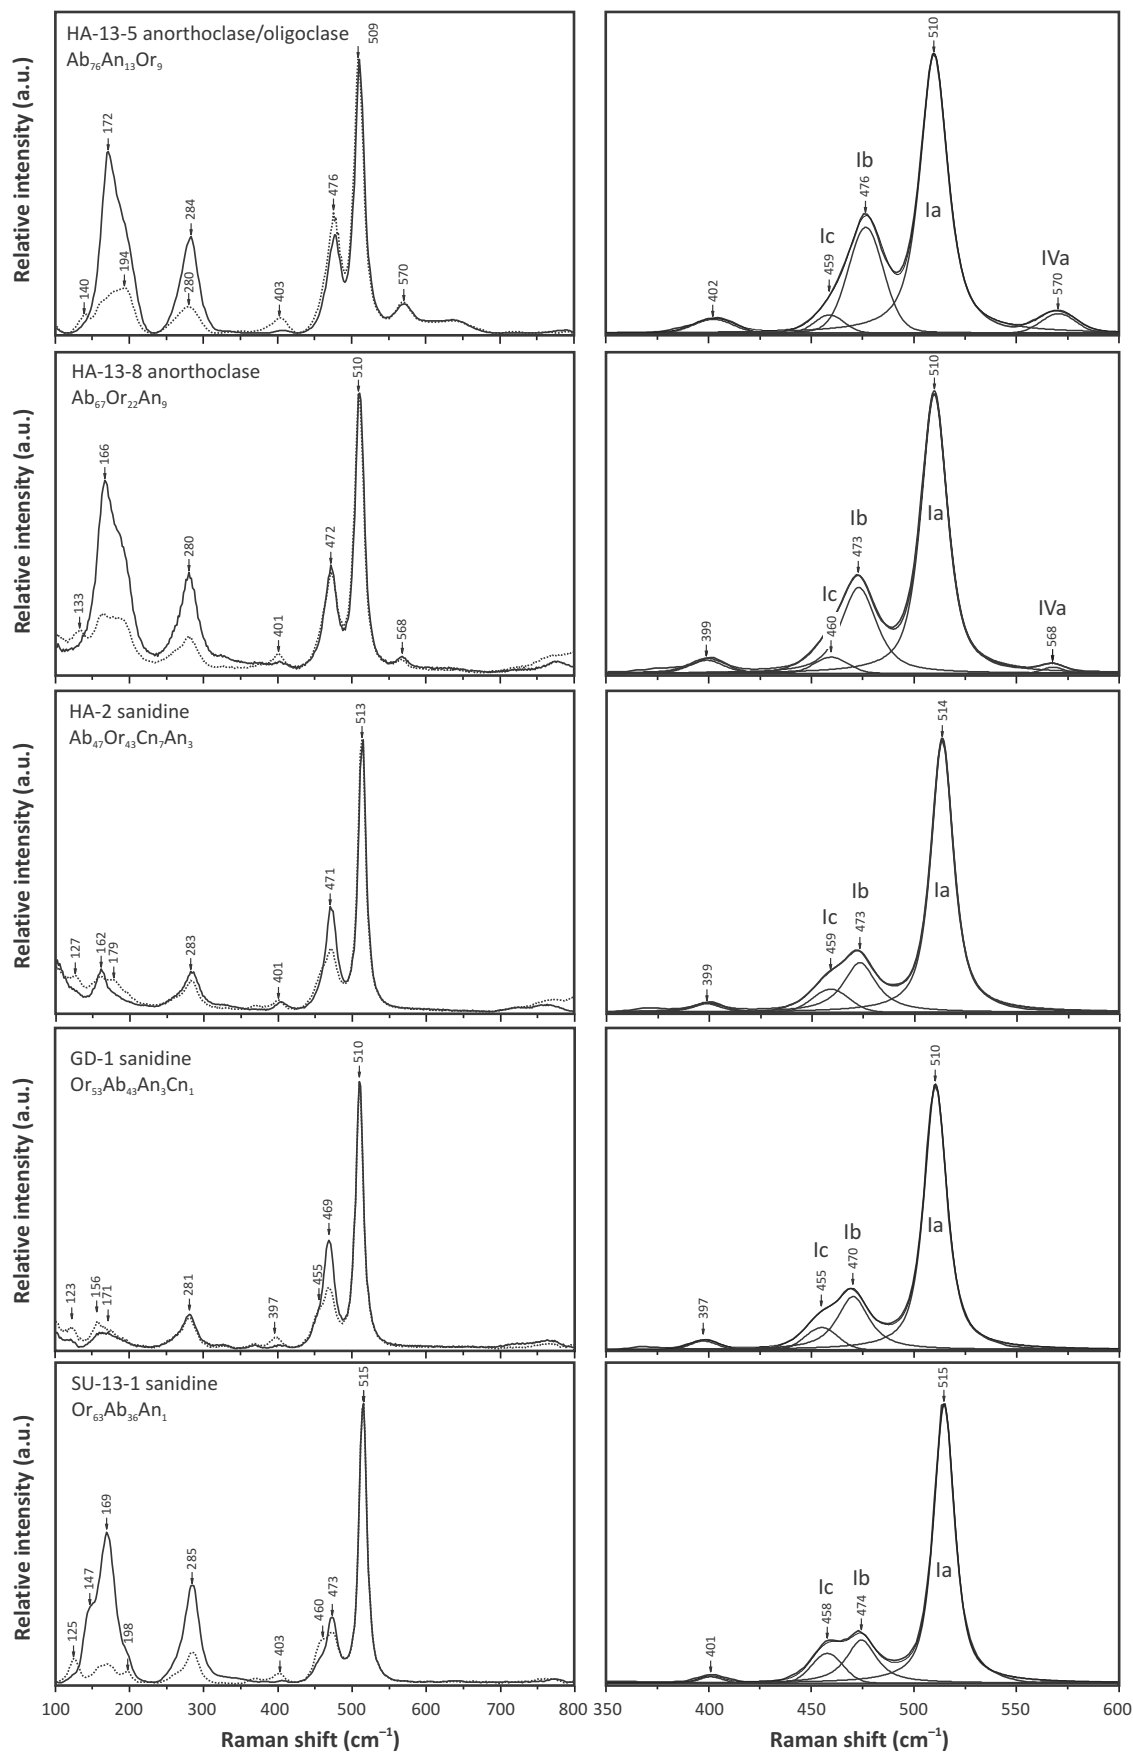 Relative intensity (a.u.)
HA-13-5 anorthoclase/oligoclase
Ab₇₆An₁₃Or₉
140
172
194
284
280
403
476
509
570
402
Ic
459
Ib
476
510
Ia
IVa
570
Relative intensity (a.u.)
HA-13-8 anorthoclase
Ab₆₇Or₂₂An₉
133
166
280
401
472
510
568
399
Ic
460
Ib
473
510
Ia
IVa
568
Relative intensity (a.u.)
HA-2 sanidine
Ab₄₇Or₄₃Cn₇An₃
127
162
179
283
401
471
513
399
Ic
459
Ib
473
514
Ia
Relative intensity (a.u.)
GD-1 sanidine
Or₅₃Ab₄₃An₃Cn₁
123
156
171
281
397
455
469
510
397
Ic
455
Ib
470
510
Ia
Relative intensity (a.u.)
SU-13-1 sanidine
Or₆₃Ab₃₆An₁
125
147
169
198
285
403
460
473
515
401
Ic
458
Ib
474
515
Ia
100 200 300 400 500 600 700 800
350 400 450 500 550 600
Raman shift (cm⁻¹)
Raman shift (cm⁻¹)